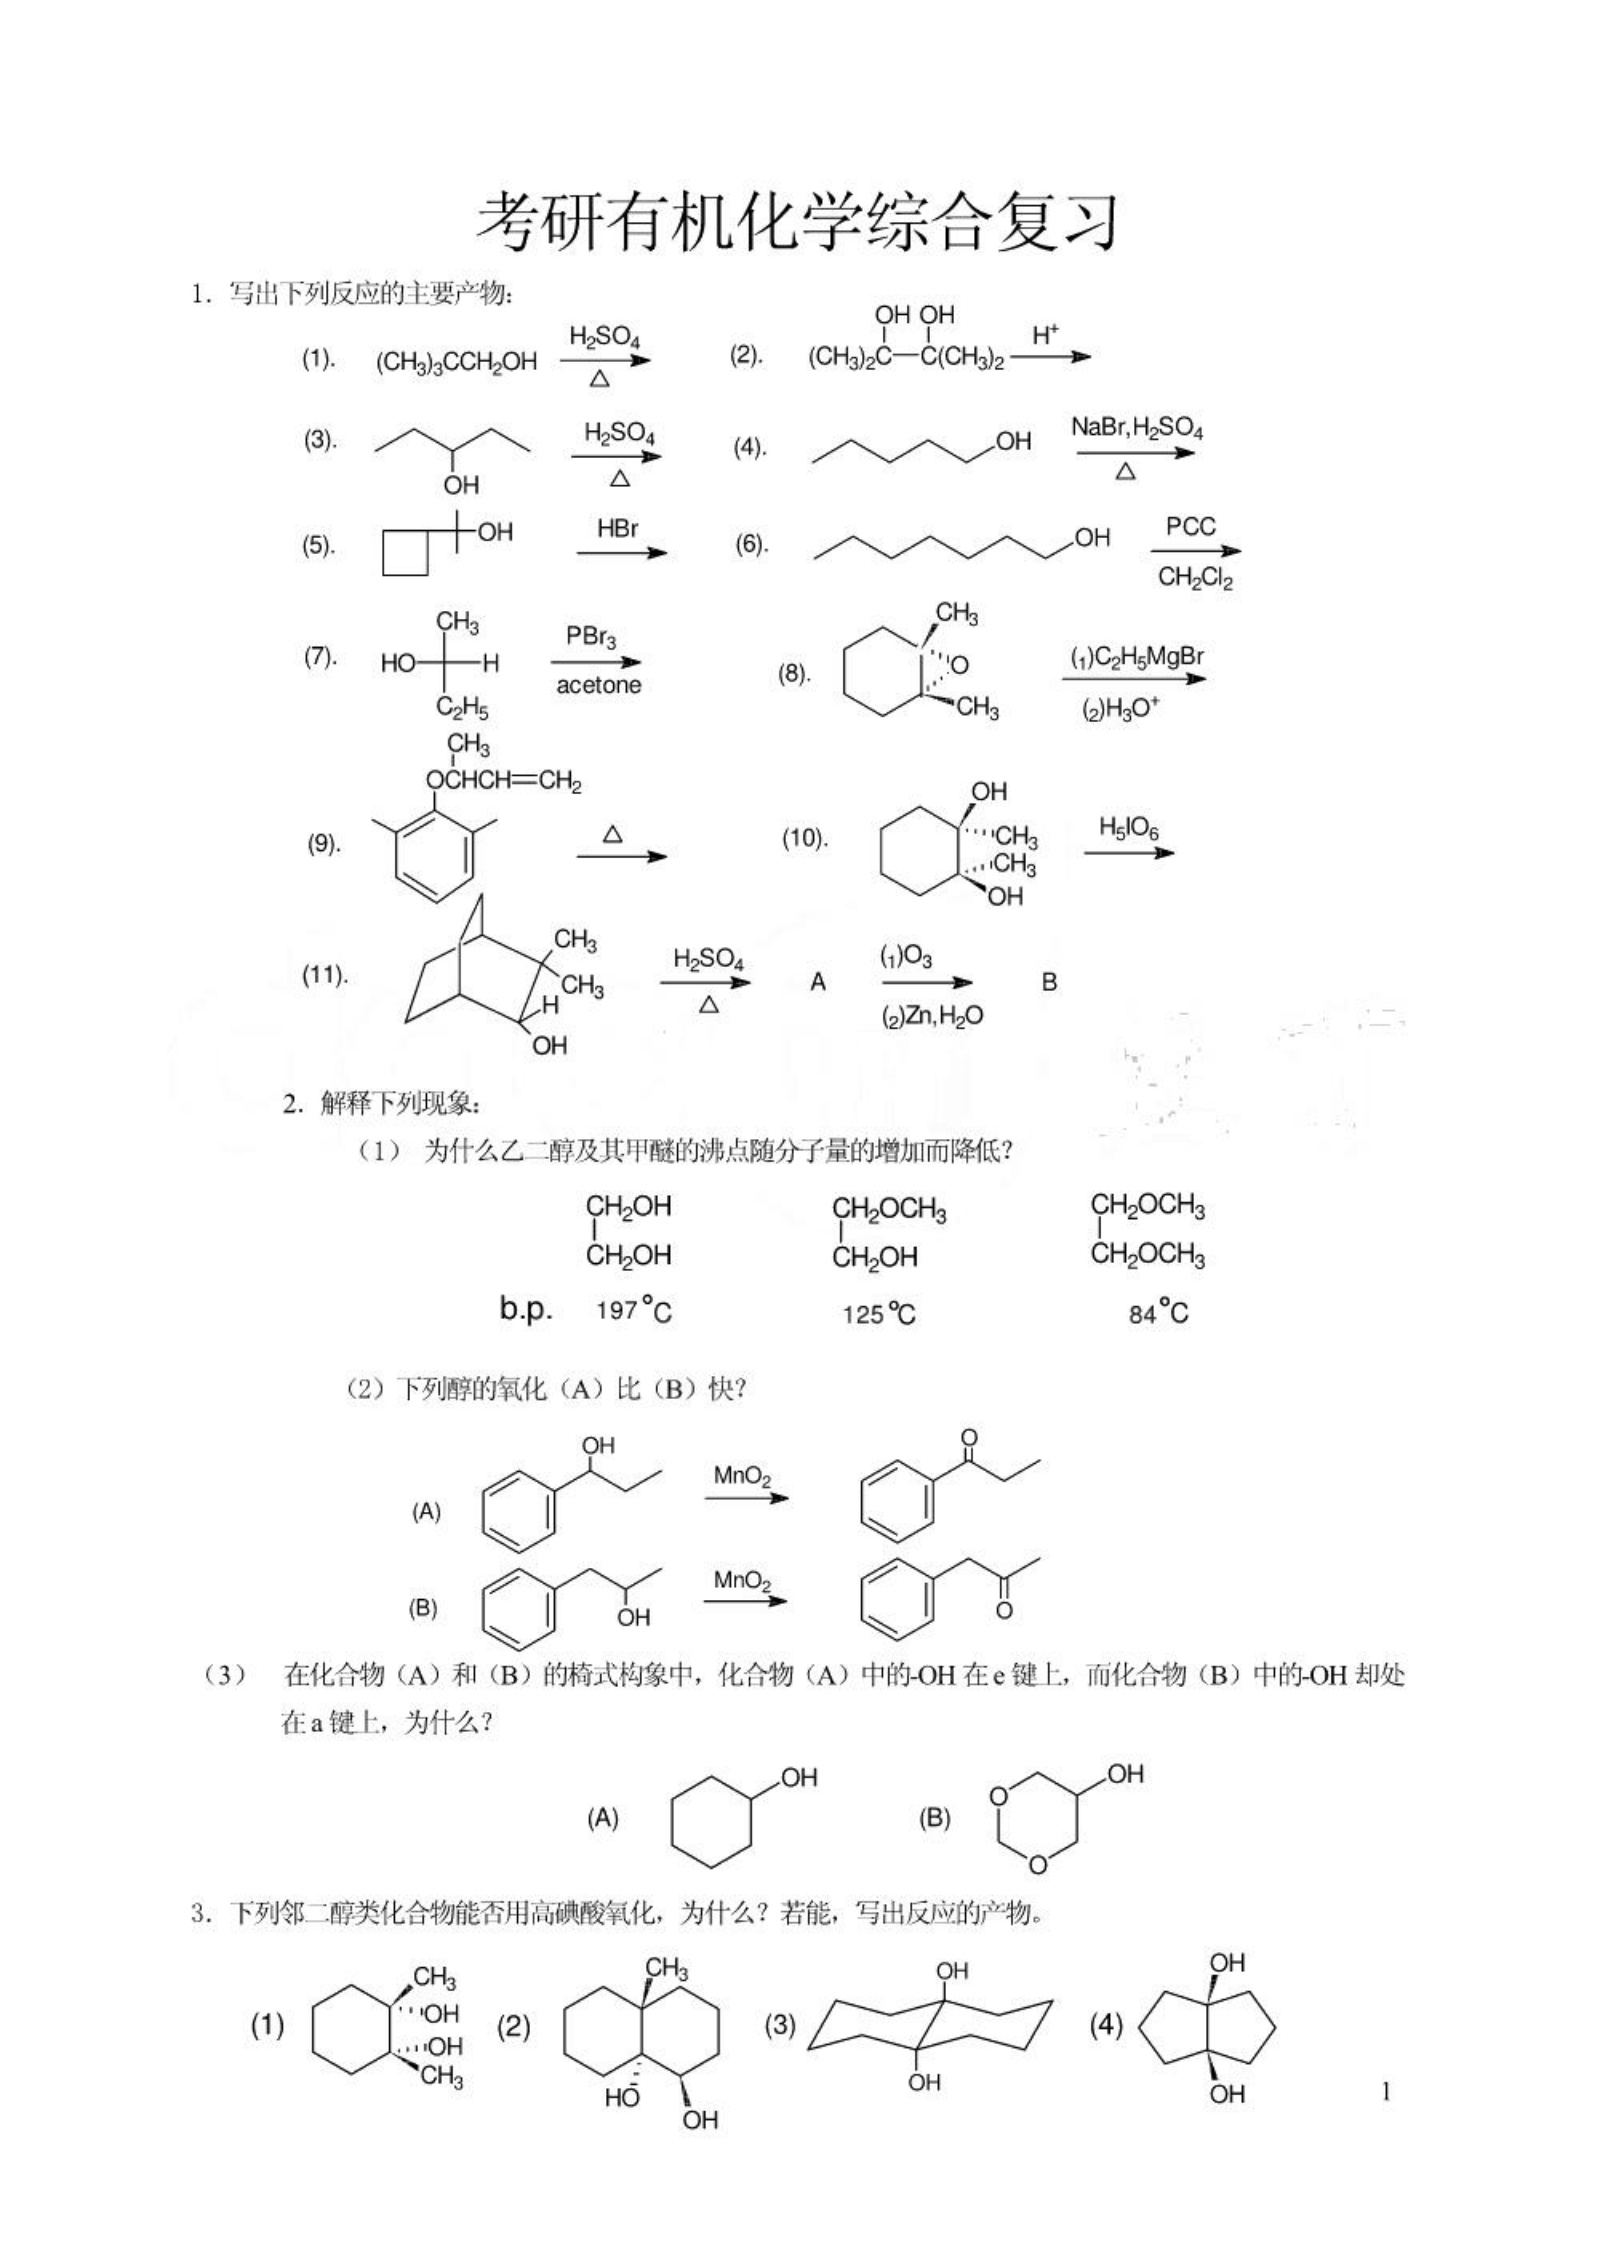 考研有机化学综合复习
1. 写出下列反应的主要产物:
(1). (CH3)3CCH2OH H2SO4 △ (2). OH OH (CH3)2C—C(CH3)2 H+
(3). OH H2SO4 △ (4). OH NaBr,H2SO4 △
(5). OH HBr (6). OH PCC CH2Cl2
(7). CH3 HO H C2H5 PBr3 acetone (8). CH3 O CH3 (1)C2H5MgBr (2)H3O+
(9). CH3 OCHCH=CH2 △ (10). OH CH3 CH3 OH H5IO6
(11). CH3 CH3 H OH H2SO4 △ A (1)O3 (2)Zn,H2O B
2. 解释下列现象:
（1） 为什么乙二醇及其甲醚的沸点随分子量的增加而降低?
CH2OH CH2OCH3 CH2OCH3
CH2OH CH2OH CH2OCH3
b.p. 197°C 125°C 84°C
（2）下列醇的氧化（A）比（B）快?
(A) OH MnO2 O
(B) OH MnO2 O
（3） 在化合物（A）和（B）的椅式构象中，化合物（A）中的-OH 在 e 键上，而化合物（B）中的-OH 却处
在 a 键上，为什么?
(A) OH (B) O O OH
3. 下列邻二醇类化合物能否用高碘酸氧化，为什么? 若能，写出反应的产物。
(1) CH3 OH OH CH3 (2) CH3 HO OH (3) OH OH (4) OH OH
1